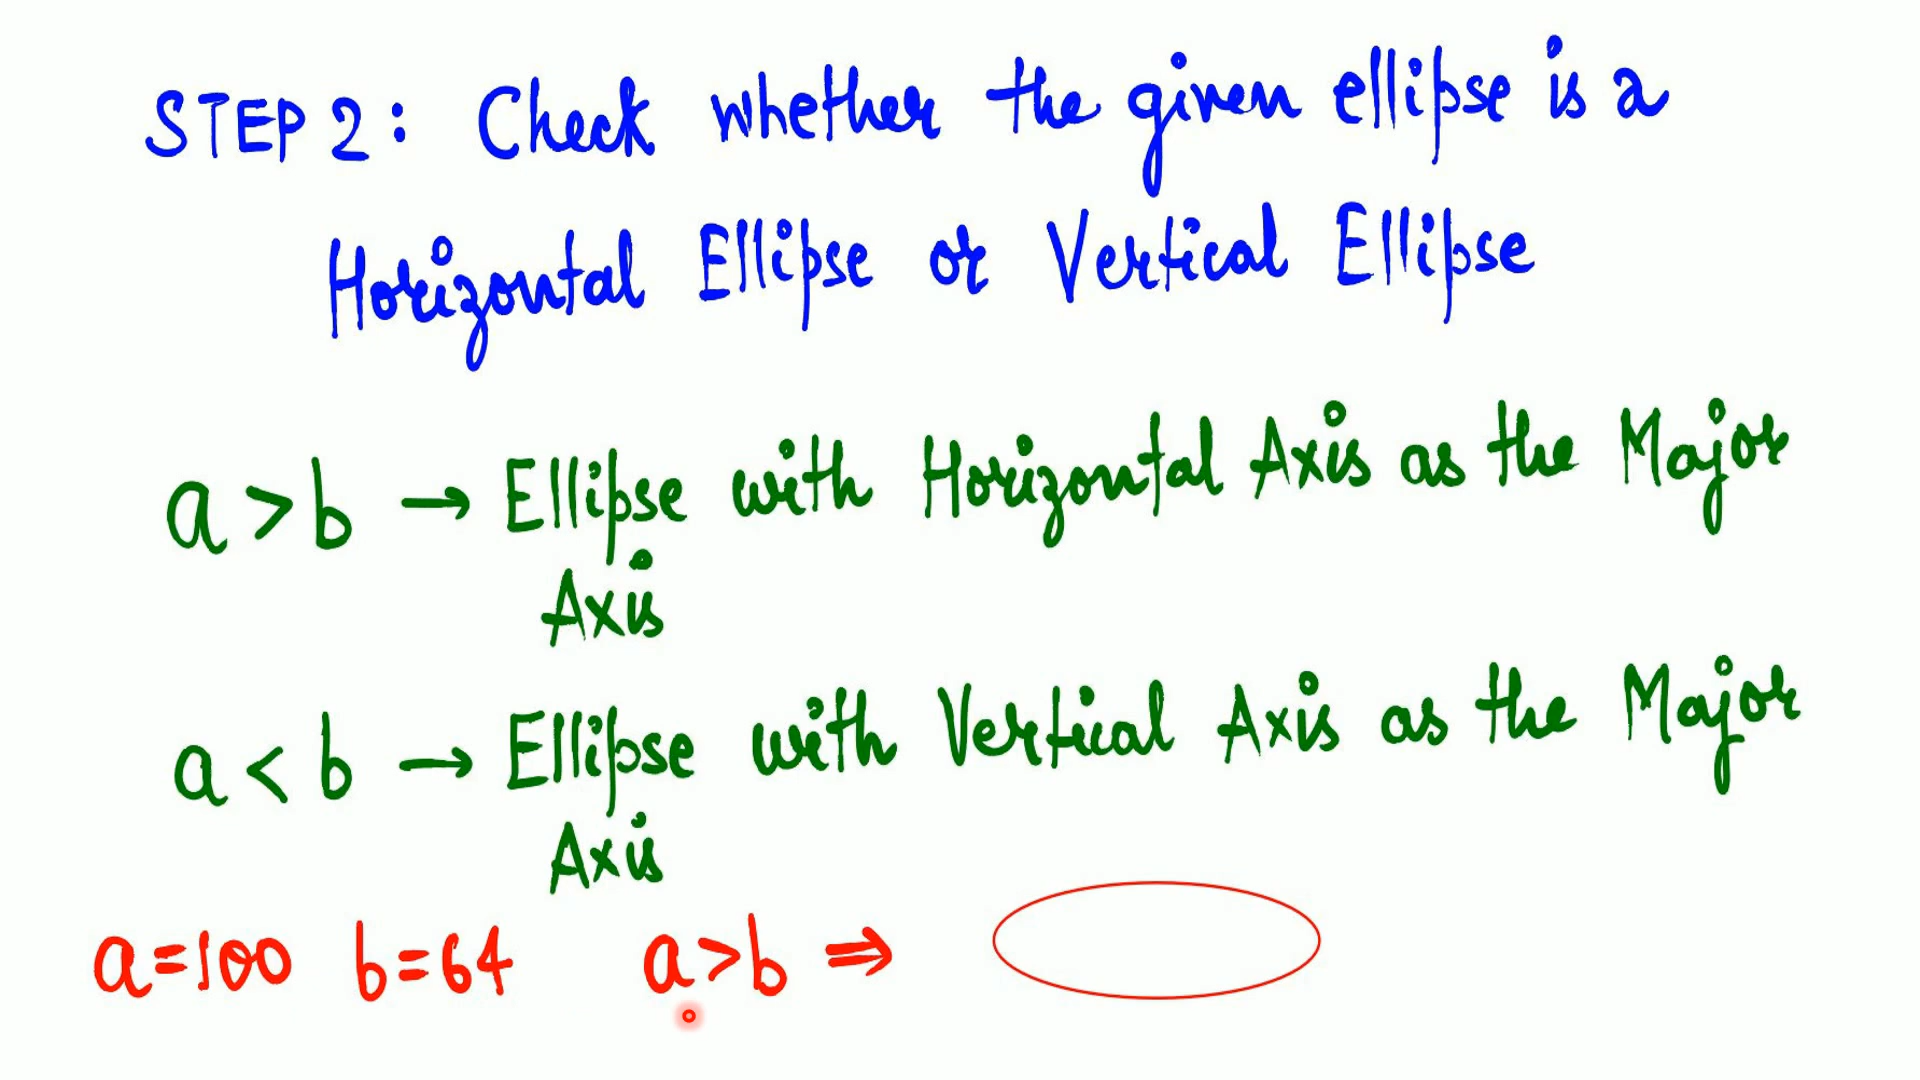 STEP 2: Check whether the given ellipse is a
Horizontal Ellipse or Vertical Ellipse
a > b → Ellipse with Horizontal Axis as the Major
Axis
a < b → Ellipse with Vertical Axis as the Major
Axis
a=100 b=64 a>b ⇒